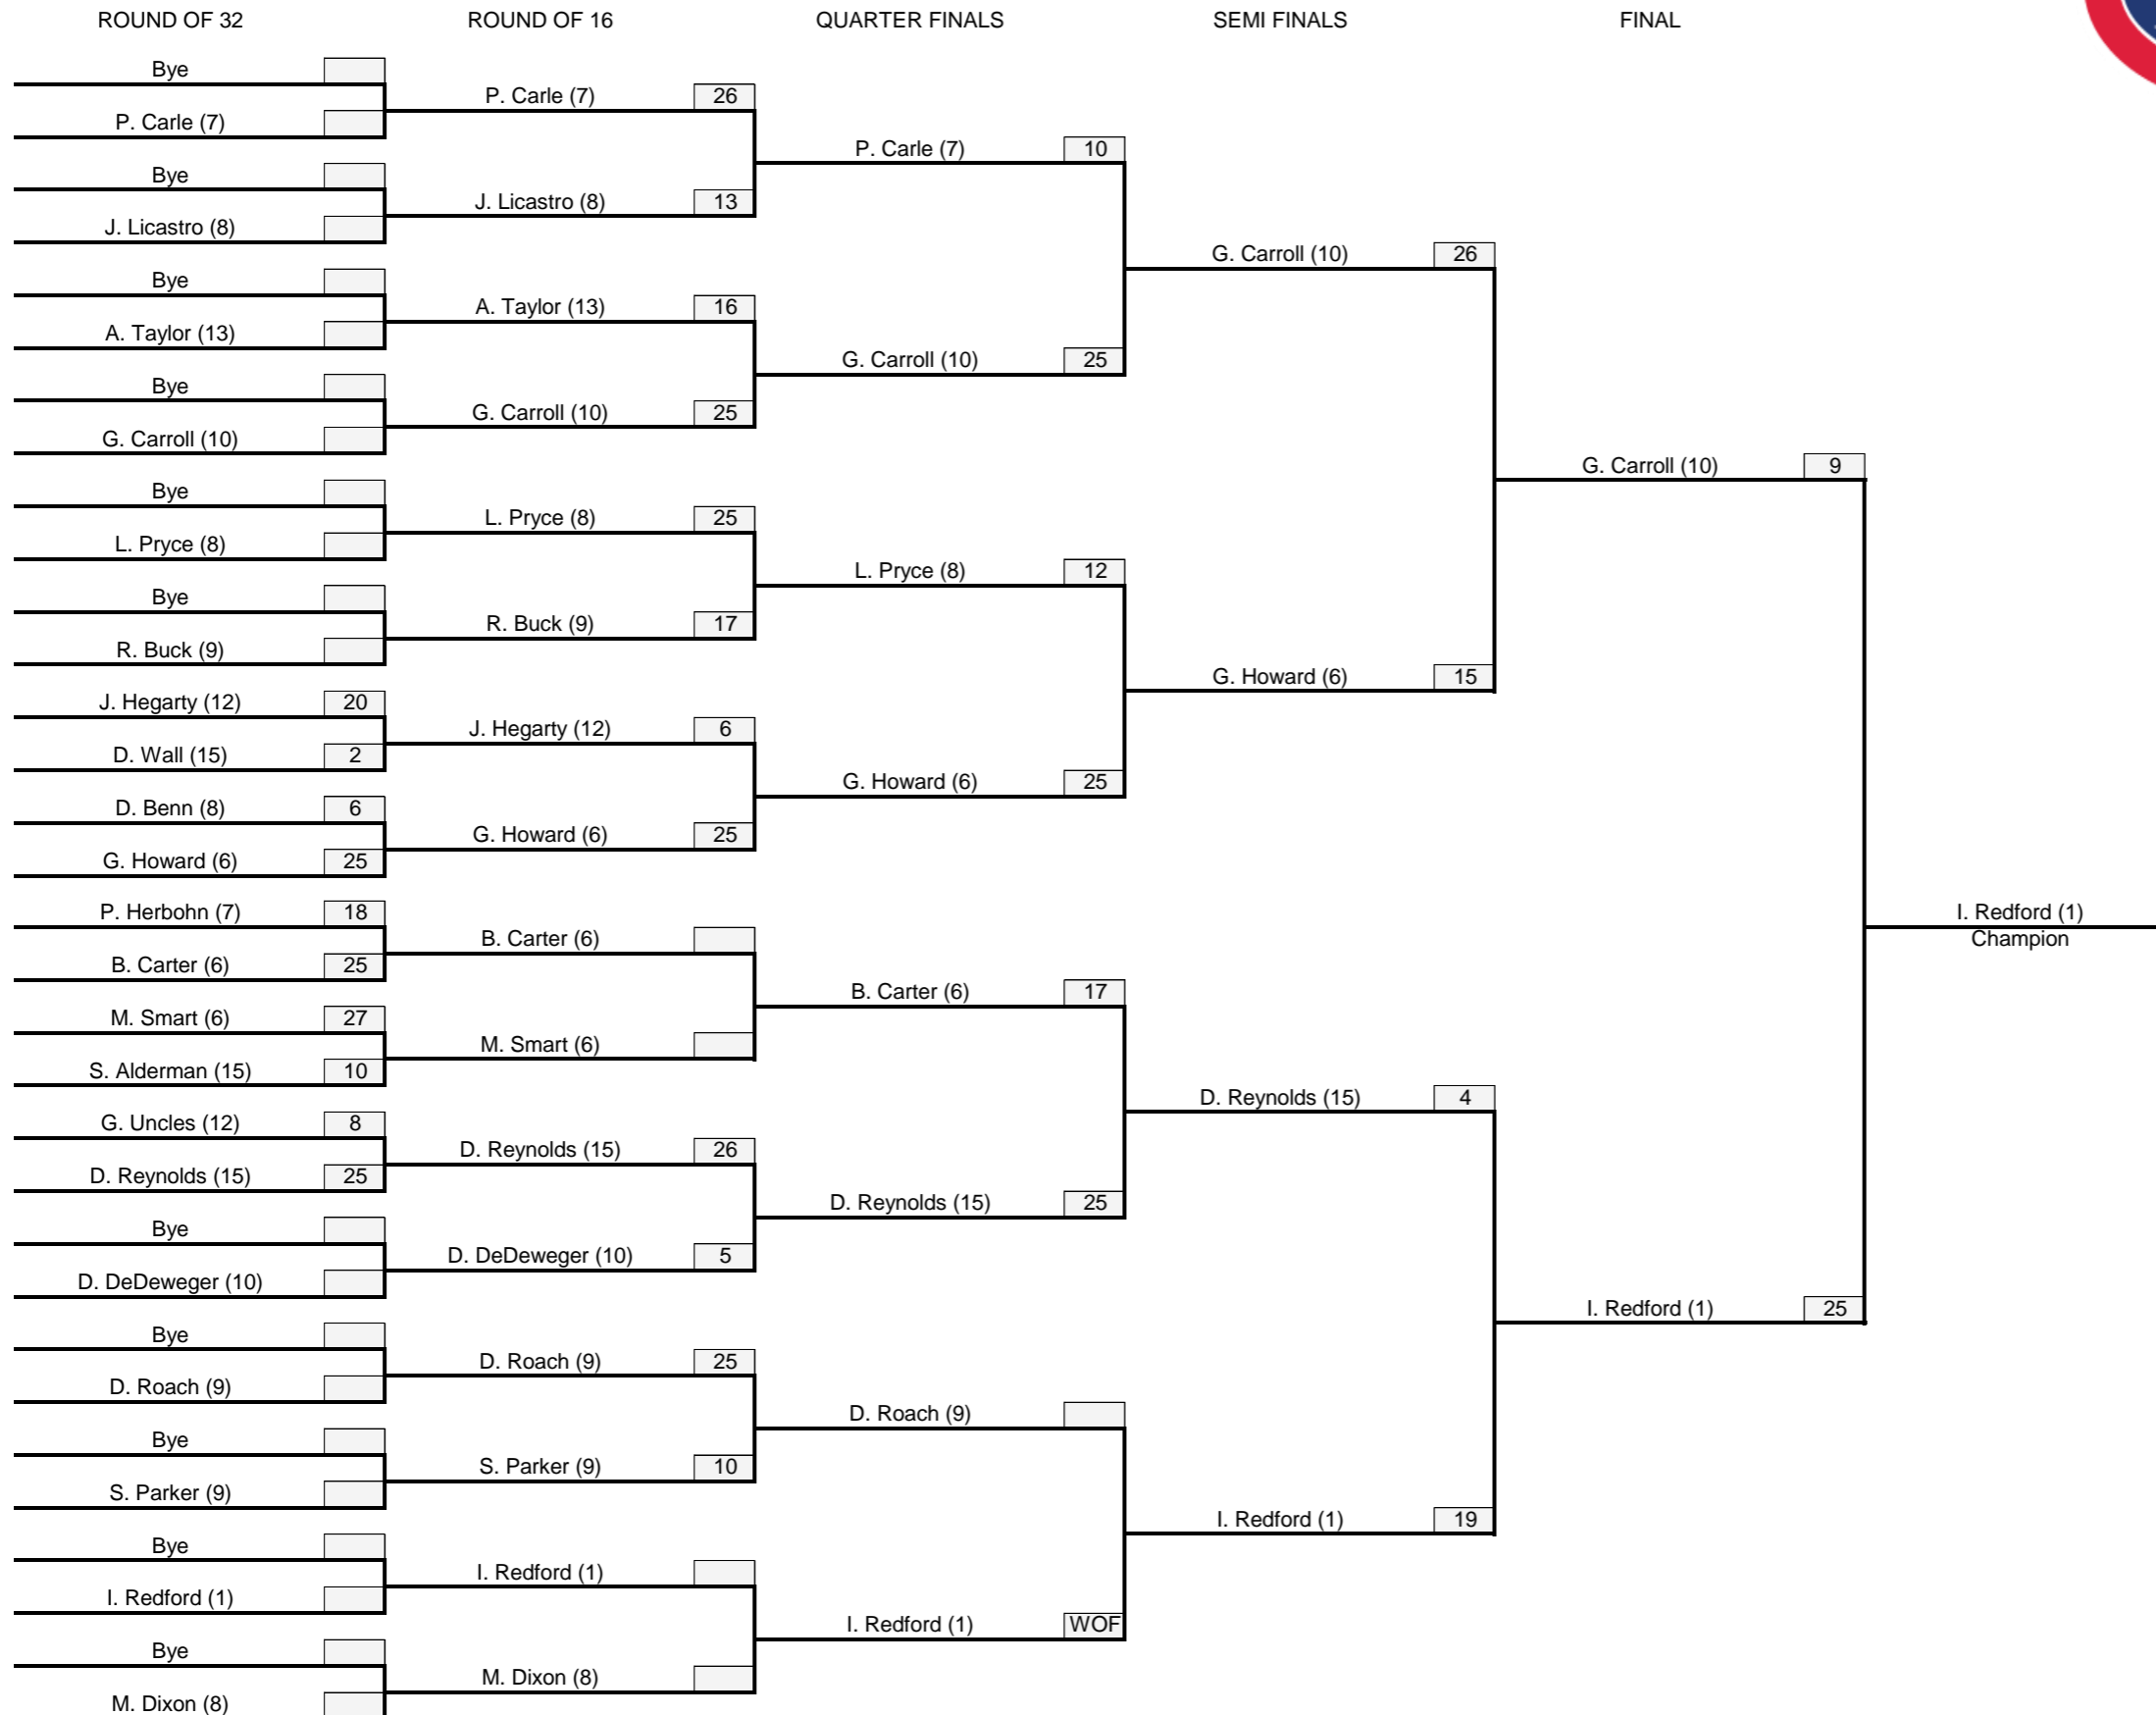 ROUND OF 32
ROUND OF 16
QUARTER FINALS
SEMI FINALS
FINAL
Bye
P. Carle (7)
Bye
J. Licastro (8)
Bye
A. Taylor (13)
Bye
G. Carroll (10)
Bye
L. Pryce (8)
Bye
R. Buck (9)
J. Hegarty (12) 20
D. Wall (15) 2
D. Benn (8) 6
G. Howard (6) 25
P. Herbohn (7) 18
B. Carter (6) 25
M. Smart (6) 27
S. Alderman (15) 10
G. Uncles (12) 8
D. Reynolds (15) 25
Bye
D. DeDeweger (10)
Bye
D. Roach (9)
Bye
S. Parker (9)
Bye
I. Redford (1)
Bye
M. Dixon (8)
P. Carle (7) 26
J. Licastro (8) 13
A. Taylor (13) 16
G. Carroll (10) 25
L. Pryce (8) 25
R. Buck (9) 17
J. Hegarty (12) 6
G. Howard (6) 25
B. Carter (6)
M. Smart (6)
D. Reynolds (15) 26
D. DeDeweger (10) 5
D. Roach (9) 25
S. Parker (9) 10
I. Redford (1)
M. Dixon (8)
P. Carle (7) 10
G. Carroll (10) 25
L. Pryce (8) 12
G. Howard (6) 25
B. Carter (6) 17
D. Reynolds (15) 25
D. Roach (9)
I. Redford (1) WOF
G. Carroll (10) 26
G. Howard (6) 15
D. Reynolds (15) 4
I. Redford (1) 19
G. Carroll (10) 9
I. Redford (1) 25
I. Redford (1)
Champion